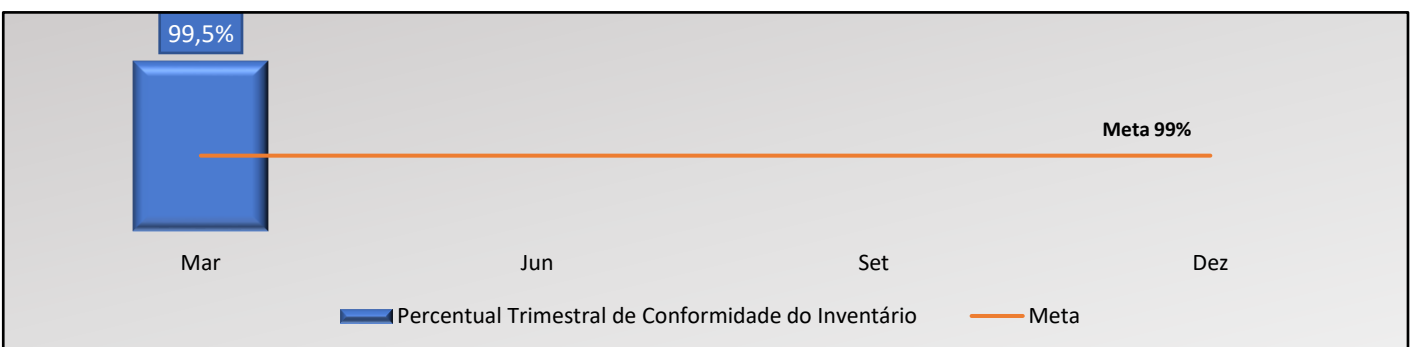 99,5%
Meta 99%
Mar Jun Set Dez
Percentual Trimestral de Conformidade do Inventário Meta